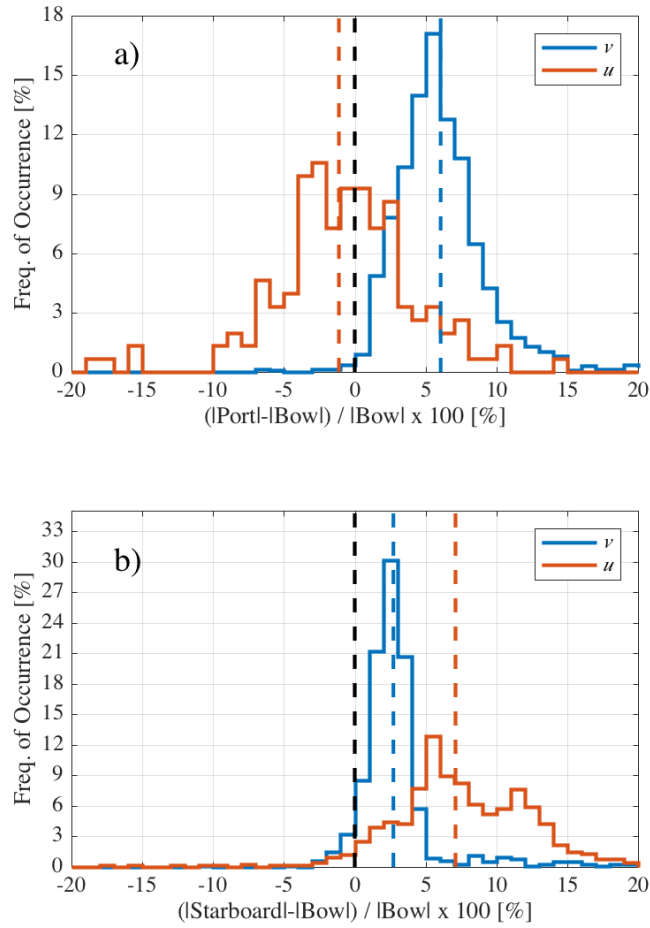 18
15
12
9
6
3
0
Freq. of Occurrence [%]
a)
v
u
-20 -15 -10 -5 0 5 10 15 20
(|Port|-|Bow|) / |Bow| x 100 [%]
33
30
27
24
21
18
15
12
9
6
3
0
Freq. of Occurrence [%]
b)
v
u
-20 -15 -10 -5 0 5 10 15 20
(|Starboard|-|Bow|) / |Bow| x 100 [%]